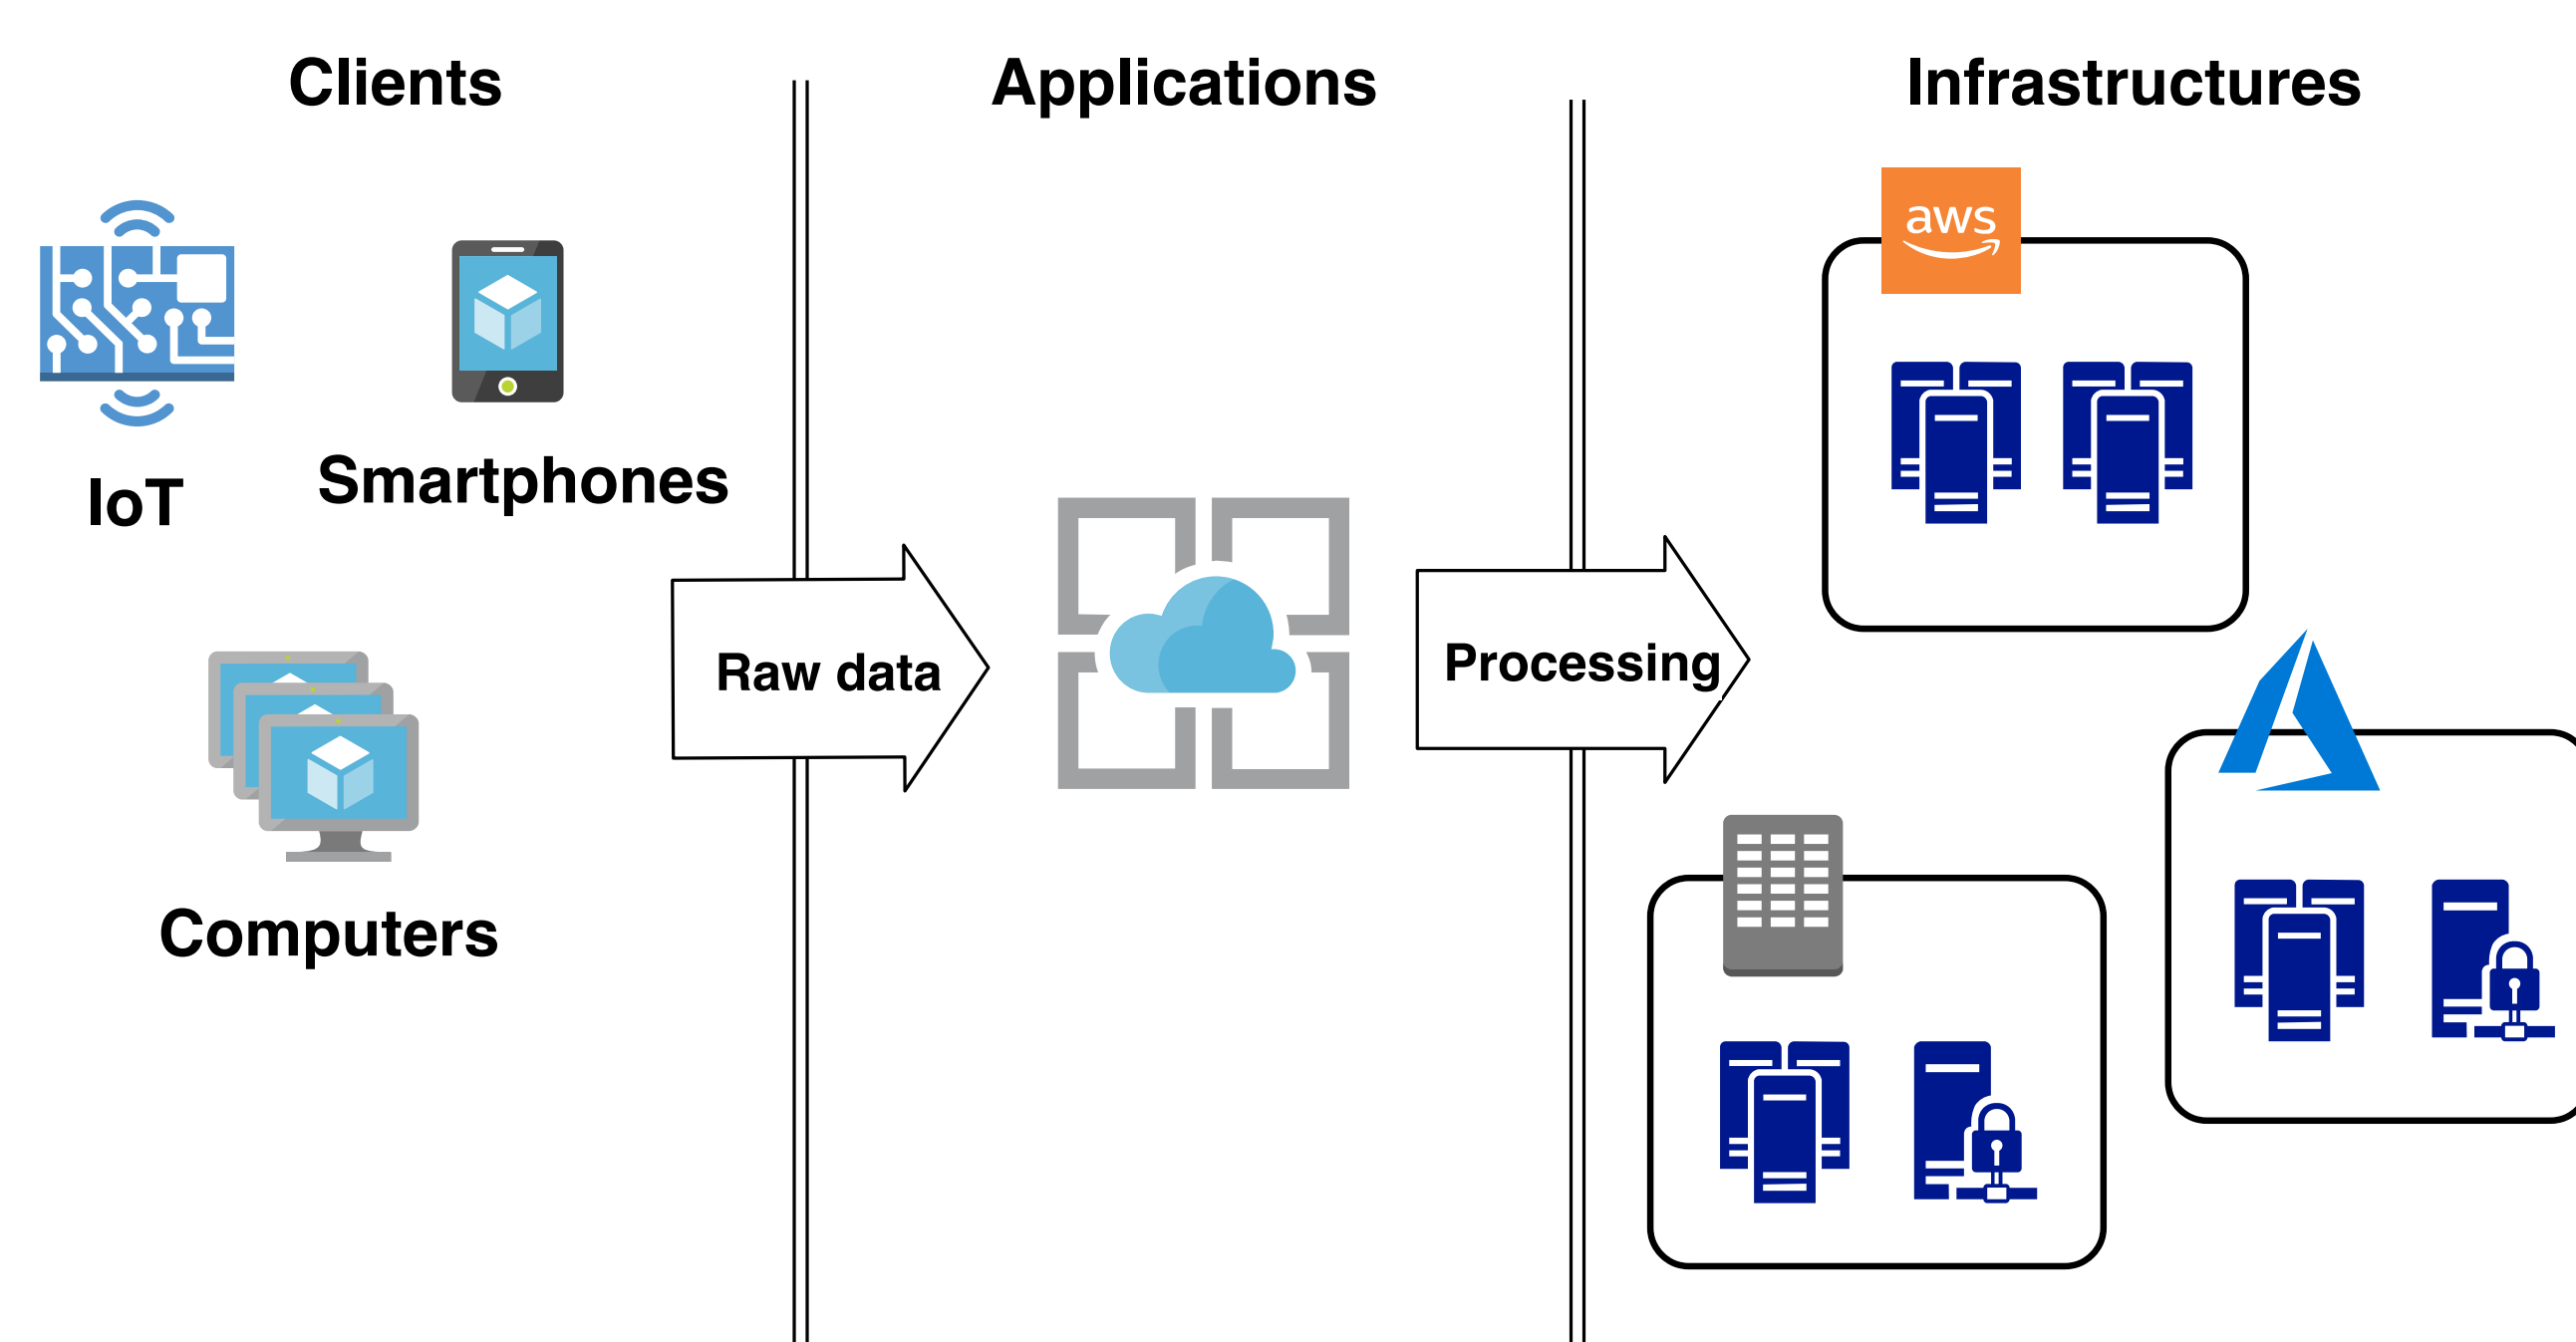 Clients
Applications
Infrastructures
aws
IoT
Smartphones
Raw data
Processing
Computers